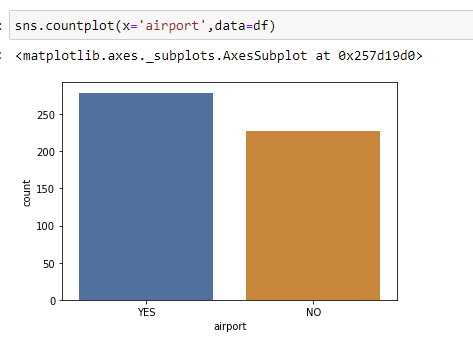 : sns.countplot(x='airport',data=df)
: <matplotlib.axes._subplots.AxesSubplot at 0x257d19d0>
250
200
150
100
50
0
count
YES NO
airport